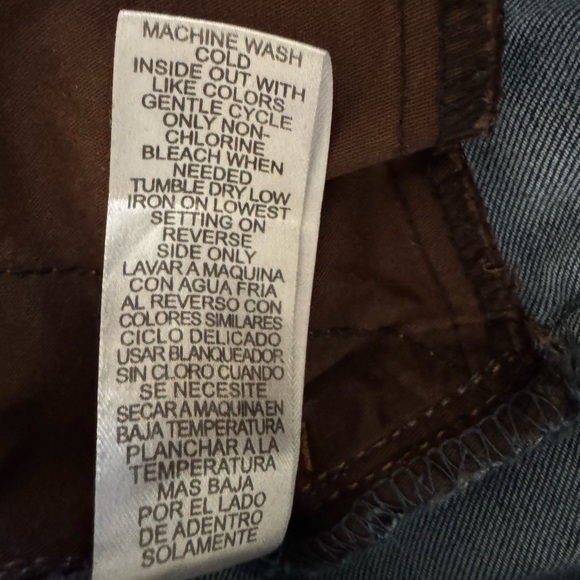 MACHINE WASH
COLD
INSIDE OUT WITH
LIKE COLORS
GENTLE CYCLE
ONLY NON-
CHLORINE
BLEACH WHEN
NEEDED
TUMBLE DRY LOW
IRON ON LOWEST
SETTING ON
REVERSE
SIDE ONLY
LAVAR A MAQUINA
CON AGUA FRIA
AL REVERSO CON
COLORES SIMILARES
CICLO DELICADO
USAR BLANQUEADOR
SIN CLORO CUANDO
SE NECESITE
SECAR A MAQUINA EN
BAJA TEMPERATURA
PLANCHAR A LA
TEMPERATURA
MAS BAJA
POR EL LADO
DE ADENTRO
SOLAMENTE